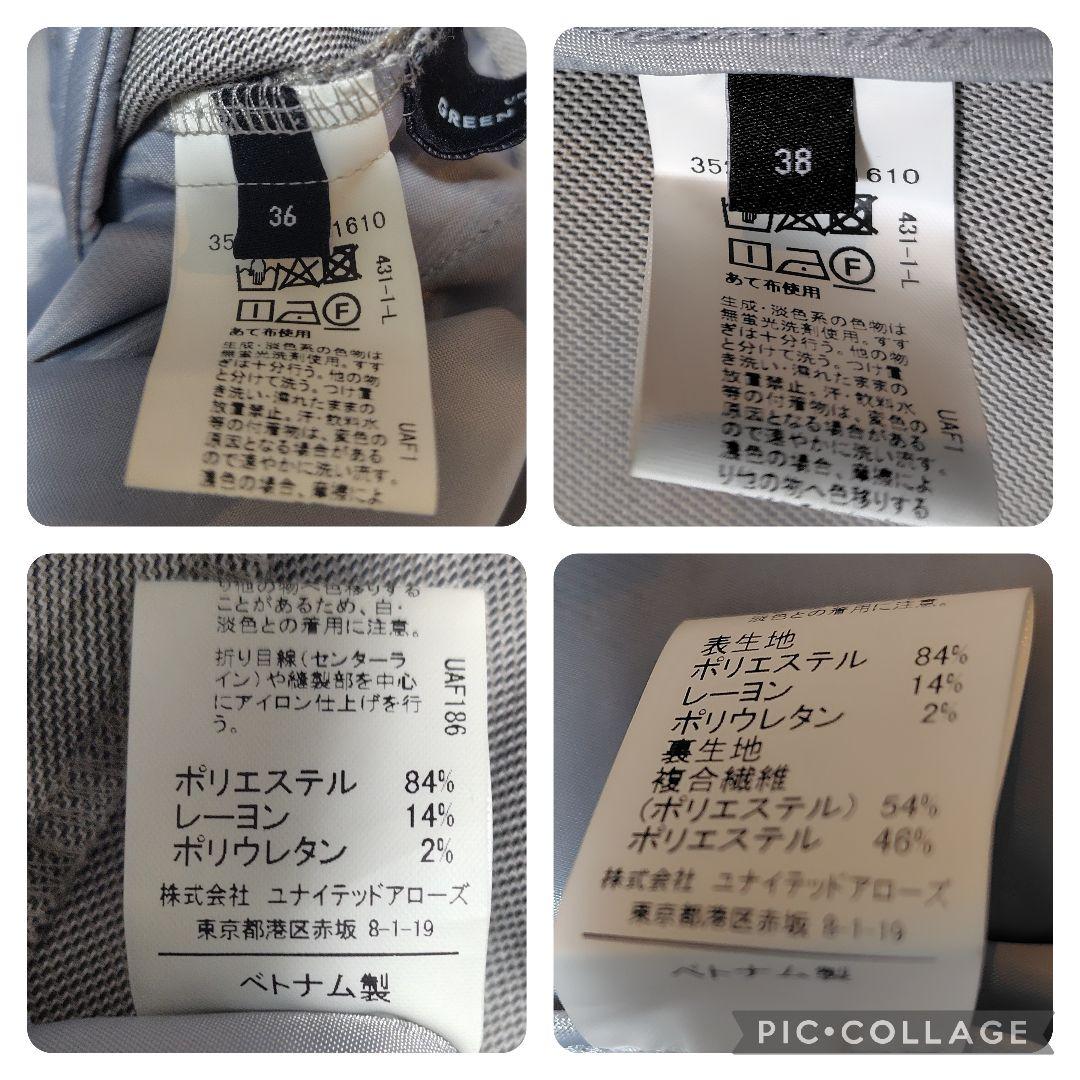 GREEN
36
35
1610
431-1-L
あて布使用
生成・淡色系の色物は
無蛍光洗剤使用。すす
ぎは十分行う。他の物
と分けて洗う。つけ置
き洗い・濡れたままの
放置禁止。汗・飲料水
等の付着物は、変色の
原因となる場合がある
ので速やかに洗い流す。
濃色の場合、摩擦によ
UAF1
38
35
1610
431-1-L
F
あて布使用
生成・淡色系の色物は
無蛍光洗剤使用。すす
ぎは十分行う。他の物
と分けて洗う。つけ置
き洗い・濡れたままの
放置禁止。汗・飲料水
等の付着物は、変色の
原因となる場合がある
ので速やかに洗い流す。
濃色の場合、摩擦によ
り他の物へ色移りする
UAF1
り他の物へ色移りする
ことがあるため、白・
淡色との着用に注意。
折り目線(センターラ
イン)や縫製部を中心
にアイロン仕上げを行
う。
UAF186
ポリエステル 84%
レーヨン 14%
ポリウレタン 2%
株式会社 ユナイテッドアローズ
東京都港区赤坂 8-1-19
ベトナム製
淡色との着用に注意。
表生地
ポリエステル 84%
レーヨン 14%
ポリウレタン 2%
裏生地
複合繊維
(ポリエステル) 54%
ポリエステル 46%
株式会社 ユナイテッドアローズ
東京都港区赤坂 8-1-19
ベトナム製
PIC•COLLAGE